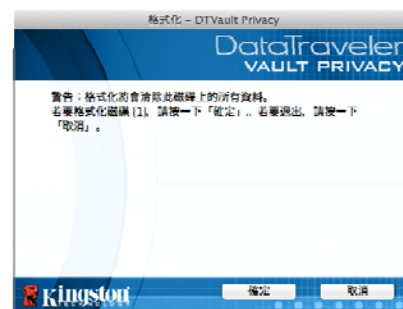 格式化 – DTVault Privacy
DataTraveler
VAULT PRIVACY
警告：格式化將會清除此磁碟上的所有資料。
若要格式化磁碟 [1]，請按一下「確定」.. 若要退出，請按一下
「取消」。
Kingston
TECHNOLOGY
確定
取消